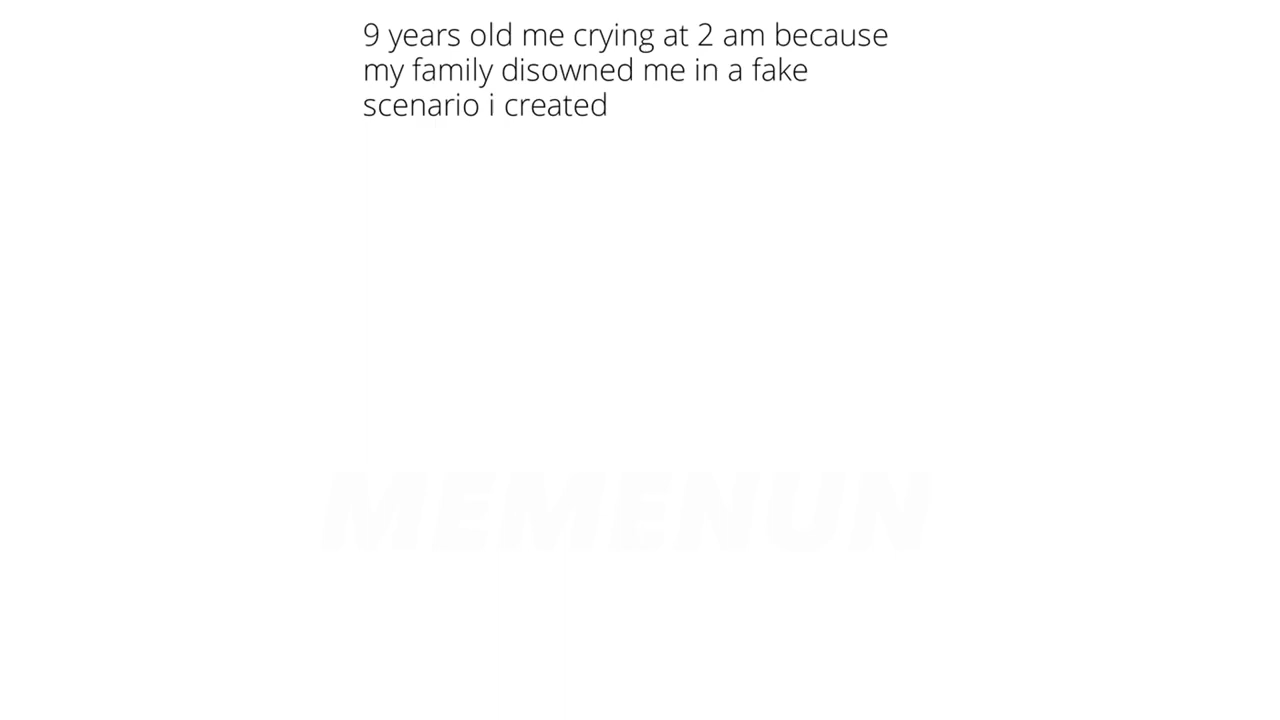 9 years old me crying at 2 am because
my family disowned me in a fake
scenario i created
MEMENUN